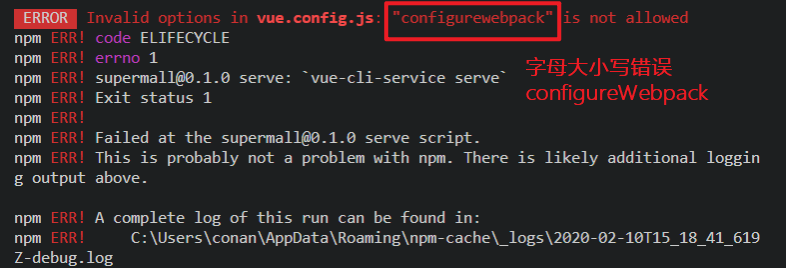 ERROR Invalid options in vue.config.js: "configurewebpack" is not allowed
npm ERR! code ELIFECYCLE
npm ERR! errno 1
npm ERR! supermall@0.1.0 serve: `vue-cli-service serve`
npm ERR! Exit status 1
npm ERR!
npm ERR! Failed at the supermall@0.1.0 serve script.
npm ERR! This is probably not a problem with npm. There is likely additional loggin
g output above.
npm ERR! A complete log of this run can be found in:
npm ERR!     C:\Users\conan\AppData\Roaming\npm-cache\_logs\2020-02-10T15_18_41_619
Z-debug.log
字母大小写错误
configureWebpack